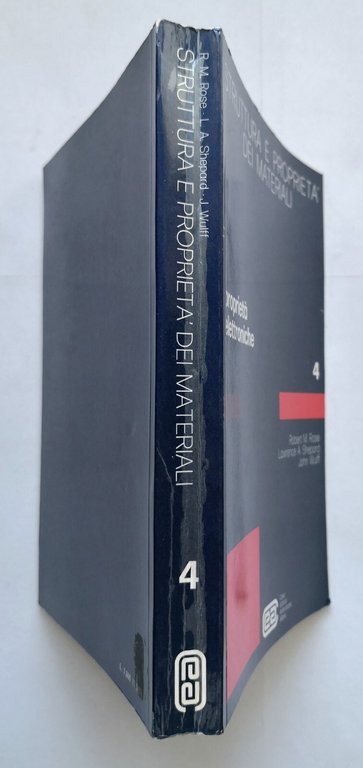 R. M. Rose · L. A. Shepard · J. Wulff
STRUTTURA E PROPRIETA' DEI MATERIALI
4
STRUTTURA E PROPRIETA'
DEI MATERIALI
proprietà
elettroniche
4
Robert M. Rose
Lawrence A. Shepard
John Wulff